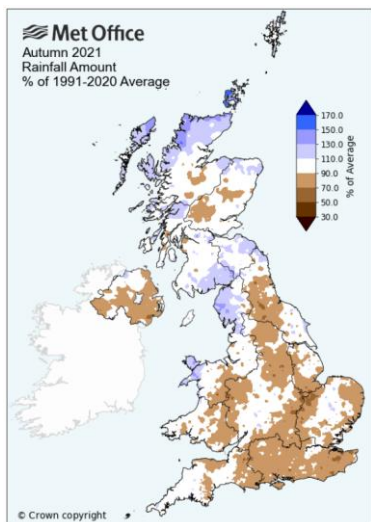 Met Office
Autumn 2021
Rainfall Amount
% of 1991-2020 Average
170.0
150.0
130.0
110.0
90.0
70.0
50.0
30.0
% of Average
© Crown copyright